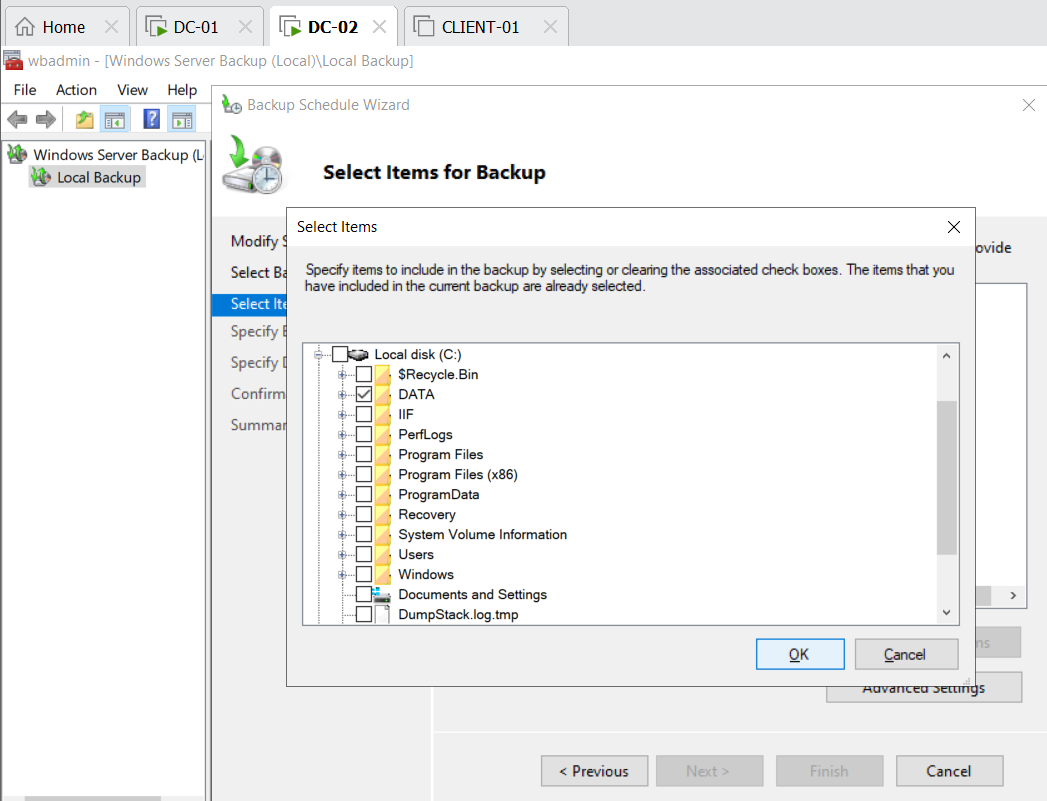 Home
DC-01
DC-02
CLIENT-01
wbadmin - [Windows Server Backup (Local)\Local Backup]
File Action View Help
Windows Server Backup (L
Local Backup
Backup Schedule Wizard
Select Items for Backup
Modify S
Select Ba
Select Ite
Specify B
Specify D
Confirm
Summar
ovide
Select Items
Specify items to include in the backup by selecting or clearing the associated check boxes. The items that you
have included in the current backup are already selected.
Local disk (C:)
$Recycle.Bin
DATA
IIF
PerfLogs
Program Files
Program Files (x86)
ProgramData
Recovery
System Volume Information
Users
Windows
Documents and Settings
DumpStack.log.tmp
OK
Cancel
ns
Advanced Settings
< Previous
Next >
Finish
Cancel